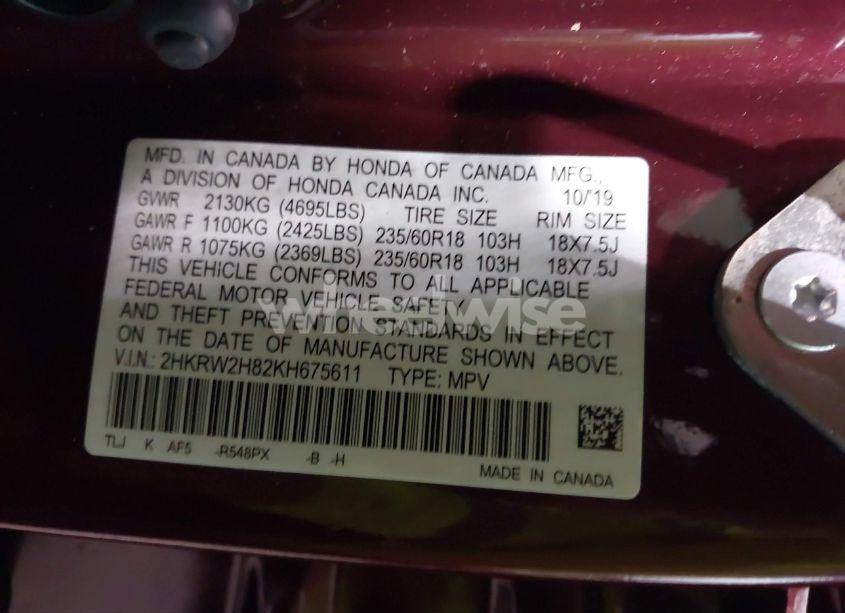 MFD. IN CANADA BY HONDA OF CANADA MFG.,
A DIVISION OF HONDA CANADA INC. 10/'19
GVWR 2130KG (4695LBS) TIRE SIZE RIM SIZE
GAWR F 1100KG (2425LBS) 235/60R18 103H 18X7.5J
GAWR R 1075KG (2369LBS) 235/60R18 103H 18X7.5J
THIS VEHICLE CONFORMS TO ALL APPLICABLE
FEDERAL MOTOR VEHICLE SAFETY
AND THEFT PREVENTION STANDARDS IN EFFECT
ON THE DATE OF MANUFACTURE SHOWN ABOVE.
V.I.N.: 2HKRW2H82KH675611 TYPE: MPV
TLJ K AF5 -R548PX -B -H
MADE IN CANADA
wheelwise